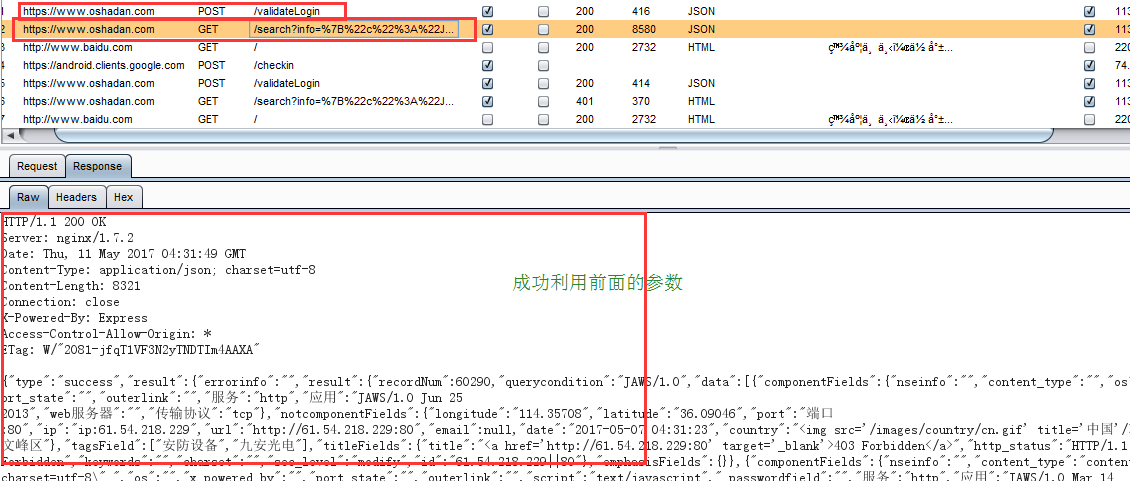 1 https://www.oshadan.com POST /validateLogin 200 416 JSON 113
2 https://www.oshadan.com GET /search?info=%7B%22c%22%3A%22J... 200 8580 JSON 113
3 http://www.baidu.com GET / 200 2732 HTML 220
4 https://android.clients.google.com POST /checkin 74.
5 https://www.oshadan.com POST /validateLogin 200 414 JSON 113
6 https://www.oshadan.com GET /search?info=%7B%22c%22%3A%22J... 401 370 HTML 113
7 http://www.baidu.com GET / 200 2732 HTML 220
Request Response
Raw Headers Hex
HTTP/1.1 200 OK
Server: nginx/1.7.2
Date: Thu, 11 May 2017 04:31:49 GMT
Content-Type: application/json; charset=utf-8
成功利用前面的参数
Content-Length: 8321
Connection: close
X-Powered-By: Express
Access-Control-Allow-Origin: *
ETag: W/"2081-jfqT1VF3N2yTNDTIm4AAXA"
{"type":"success","result":{"errorinfo":"","result":{"recordNum":60290,"querycondition":"JAWS/1.0","data":[{"componentFields":{"nseinfo":"","content_type":"","os
ort_state":"","outerlink":"","服务":"http","应用":"JAWS/1.0 Jun 25
2013","web服务器":"","传输协议":"tcp"},"notcomponentFields":{"longitude":"114.35708","latitude":"36.09046","port":"端口
:80","ip":"ip:61.54.218.229","url":"http://61.54.218.229:80","email":null,"date":"2017-05-07 04:31:23","country":"<img src='/images/country/cn.gif' title='中国'/
文峰区"},"tagsField":["安防设备","九安光电"],"titleFields":{"title":"<a href='http://61.54.218.229:80' target='_blank'>403 Forbidden</a>","http_status":"HTTP/1.1
Forbidden","keywords":"","charset":"","sec_level":"","modify":"","id":"61.54.218.229||80"},"emphasisFields":{}},{"componentFields":{"nseinfo":"","content_type":"content
charset=utf-8\" ","os":"","x_powered_by":"","port_state":"","outerlink":"","script":"text/javascript","passwordfield":"","服务":"http","应用":"JAWS/1.0 Mar 14